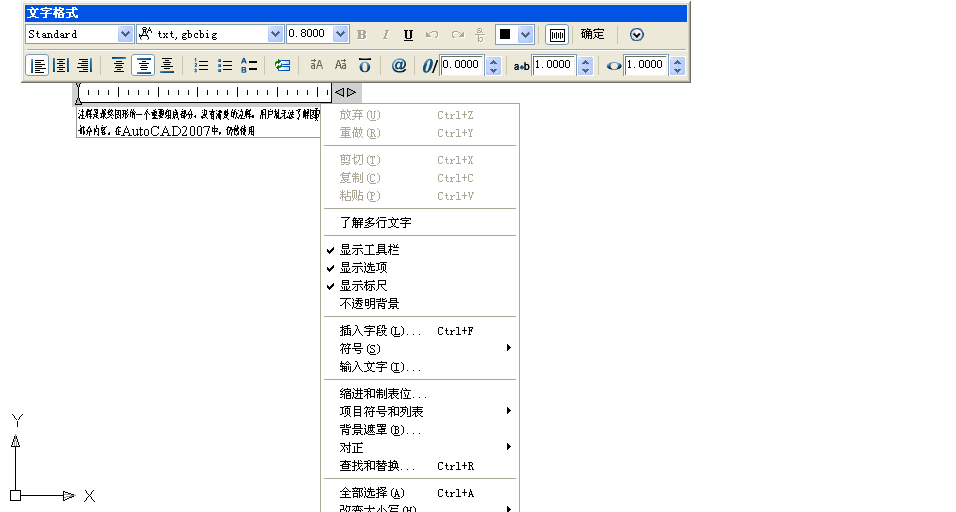 文字格式
Standard txt,gbcbig 0.8000 B I U a/b 确定
@ 0/ 0.0000 a•b 1.0000 1.0000
注释是最终图形的一个重要组成部分，没有清晰的注释，用户就无法了解图
部分内容。在AutoCAD2007中，仍然使用
放弃(U) Ctrl+Z
重做(R) Ctrl+Y
剪切(T) Ctrl+X
复制(C) Ctrl+C
粘贴(P) Ctrl+V
了解多行文字
显示工具栏
显示选项
显示标尺
不透明背景
插入字段(L)... Ctrl+F
符号(S)
输入文字(I)...
缩进和制表位...
项目符号和列表
背景遮罩(B)...
对正
查找和替换... Ctrl+R
全部选择(A) Ctrl+A
改变大小写(H)
Y
X